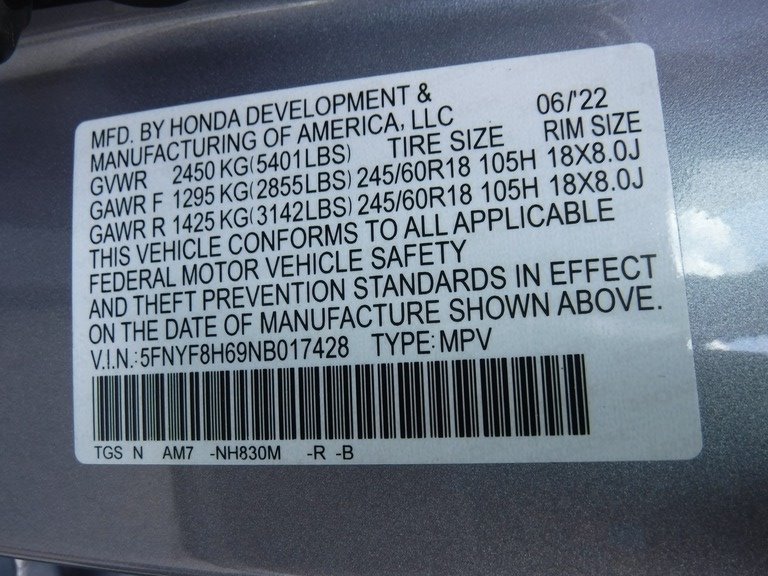 MFD. BY HONDA DEVELOPMENT & 06/'22
MANUFACTURING OF AMERICA, LLC
GVWR 2450 KG(5401LBS) TIRE SIZE RIM SIZE
GAWR F 1295 KG(2855LBS) 245/60R18 105H 18X8.0J
GAWR R 1425 KG(3142LBS) 245/60R18 105H 18X8.0J
THIS VEHICLE CONFORMS TO ALL APPLICABLE
FEDERAL MOTOR VEHICLE SAFETY
AND THEFT PREVENTION STANDARDS IN EFFECT
ON THE DATE OF MANUFACTURE SHOWN ABOVE.
V.I.N.:5FNYF8H69NB017428 TYPE:MPV
TGS N AM7 -NH830M -R -B